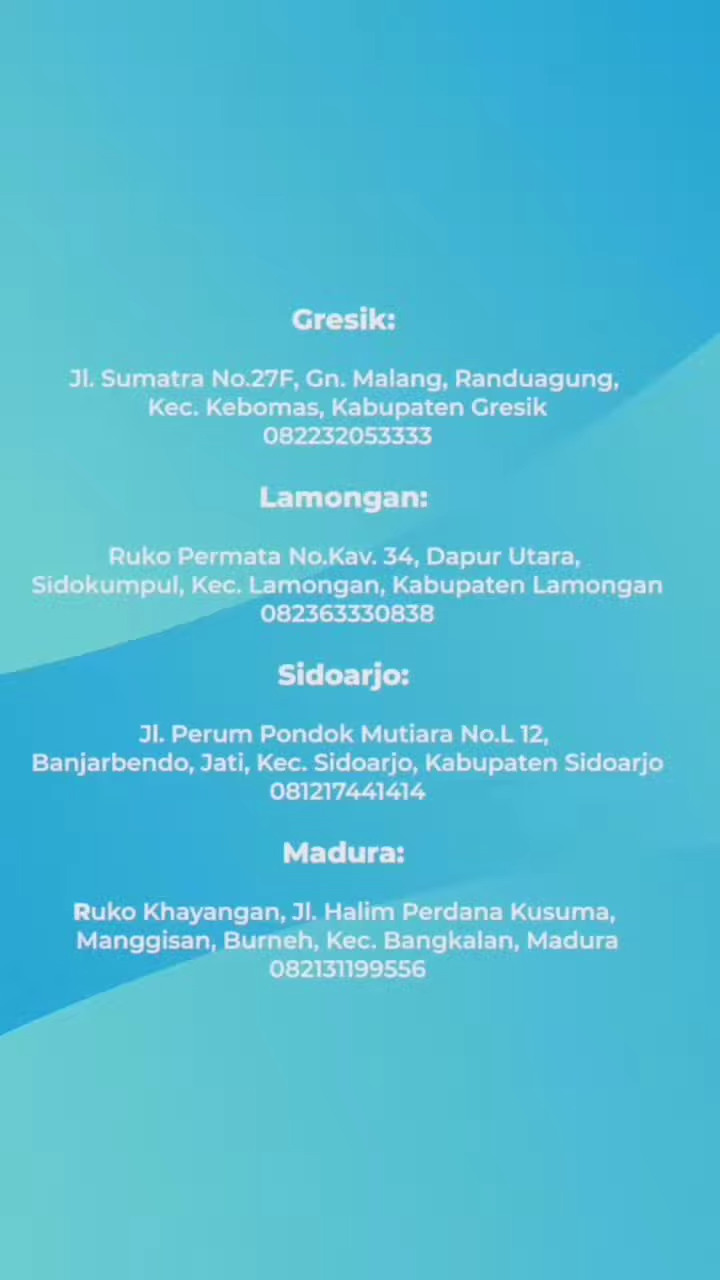 Gresik:
Jl. Sumatra No.27F, Gn. Malang, Randuagung,
Kec. Kebomas, Kabupaten Gresik
082232053333
Lamongan:
Ruko Permata No.Kav. 34, Dapur Utara,
Sidokumpul, Kec. Lamongan, Kabupaten Lamongan
082363330838
Sidoarjo:
Jl. Perum Pondok Mutiara No.L 12,
Banjarbendo, Jati, Kec. Sidoarjo, Kabupaten Sidoarjo
081217441414
Madura:
Ruko Khayangan, Jl. Halim Perdana Kusuma,
Manggisan, Burneh, Kec. Bangkalan, Madura
082131199556